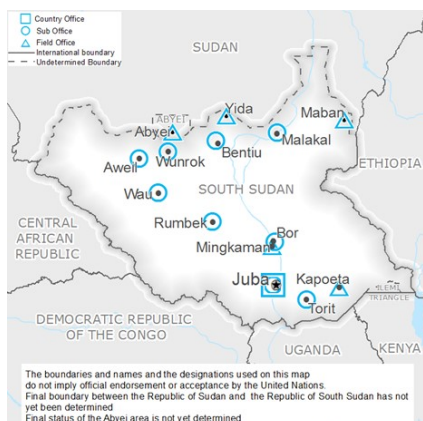 Country Office
Sub Office
Field Office
International boundary
Undetermined Boundary
SUDAN
ABYEI
Abyei
Yida
Maban
Malakal
Bentiu
Wunrok
Aweil
ETHIOPIA
Wau
SOUTH SUDAN
Rumbek
Bor
Mingkaman
CENTRAL
AFRICAN
REPUBLIC
Juba
Kapoeta
ILEMI
TRIANGLE
Torit
DEMOCRATIC REPUBLIC
OF THE CONGO
UGANDA
KENYA
The boundaries and names and the designations used on this map
do not imply official endorsement or acceptance by the United Nations.
Final boundary between the Republic of Sudan and the Republic of South Sudan has not
yet been determined
Final status of the Abyei area is not yet determined